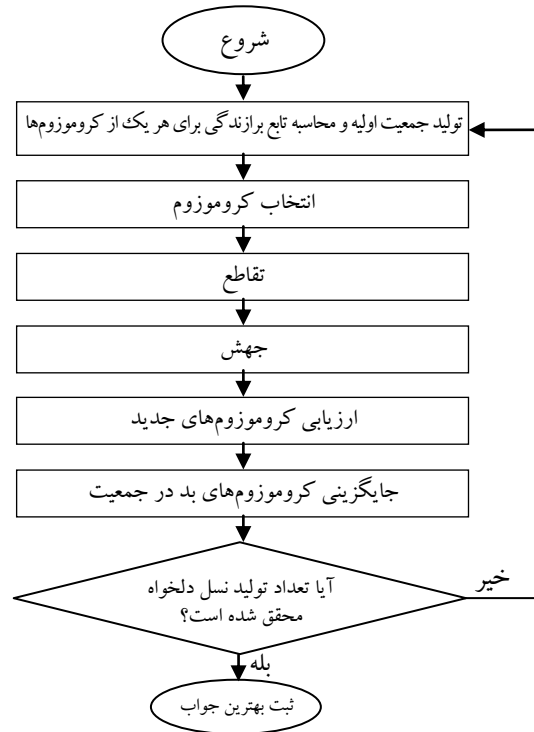 شروع
تولید جمعیت اولیه و محاسبه تابع برازندگی برای هر یک از کروموزوم‌ها
انتخاب کروموزوم
تقاطع
جهش
ارزیابی کروموزوم‌های جدید
جایگزینی کروموزوم‌های بد در جمعیت
آیا تعداد تولید نسل دلخواه
محقق شده است؟
خیر
بله
ثبت بهترین جواب